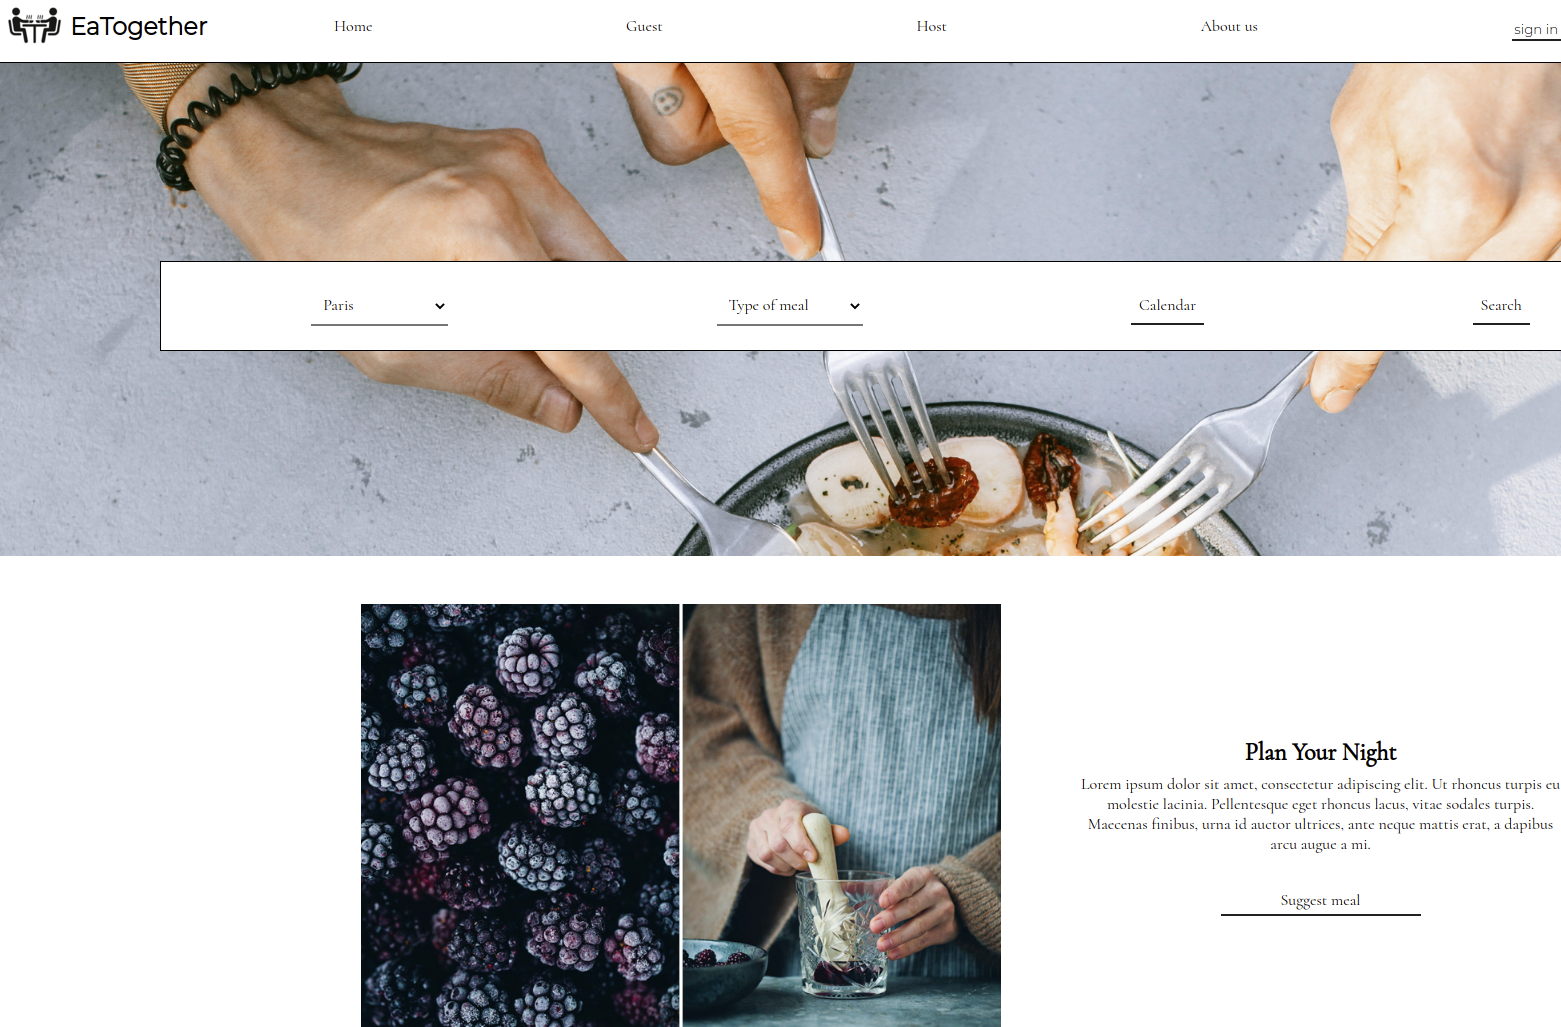 EaTogether
Home
Guest
Host
About us
sign in
Paris
Type of meal
Calendar
Search
Plan Your Night
Lorem ipsum dolor sit amet, consectetur adipiscing elit. Ut rhoncus turpis eu
molestie lacinia. Pellentesque eget rhoncus lacus, vitae sodales turpis.
Maecenas finibus, urna id auctor ultrices, ante neque mattis erat, a dapibus
arcu augue a mi.
Suggest meal